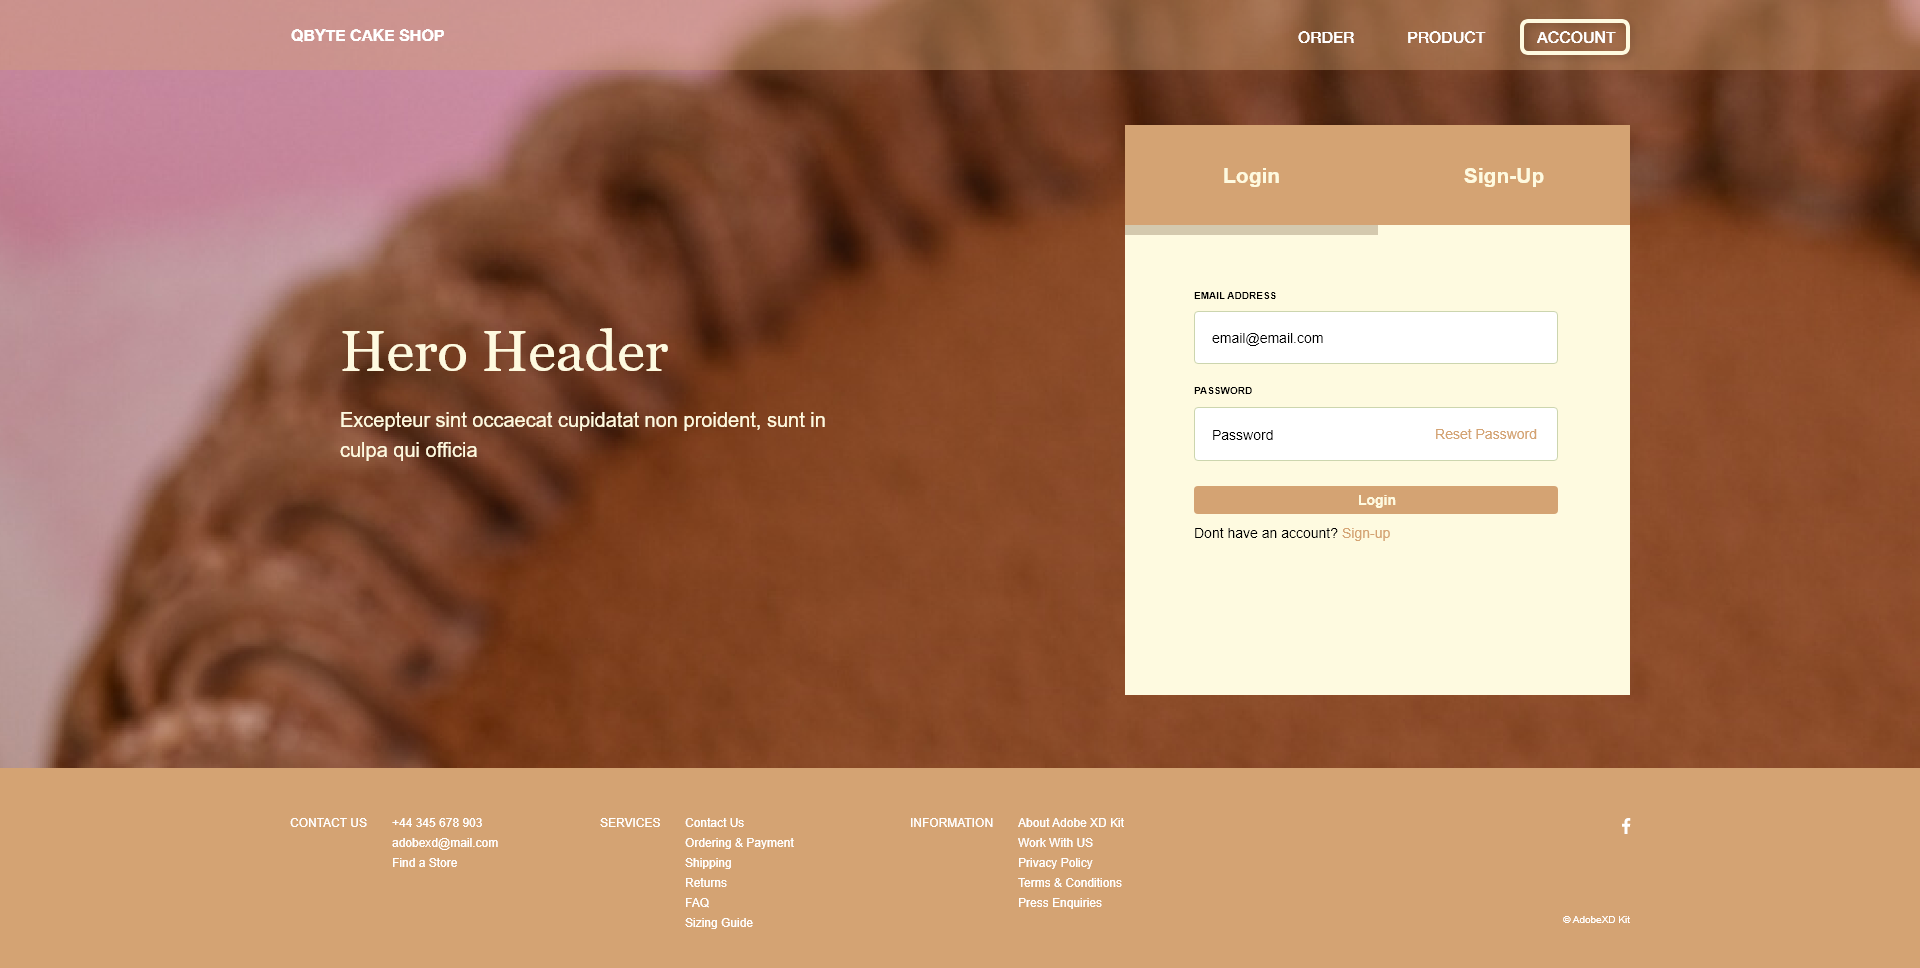 QBYTE CAKE SHOP
ORDER
PRODUCT
ACCOUNT
Login
Sign-Up
EMAIL ADDRESS
email@email.com
PASSWORD
Password
Reset Password
Login
Dont have an account? Sign-up
Hero Header
Excepteur sint occaecat cupidatat non proident, sunt in
culpa qui officia
CONTACT US
+44 345 678 903
adobexd@mail.com
Find a Store
SERVICES
Contact Us
Ordering & Payment
Shipping
Returns
FAQ
Sizing Guide
INFORMATION
About Adobe XD Kit
Work With US
Privacy Policy
Terms & Conditions
Press Enquiries
© AdobeXD Kit